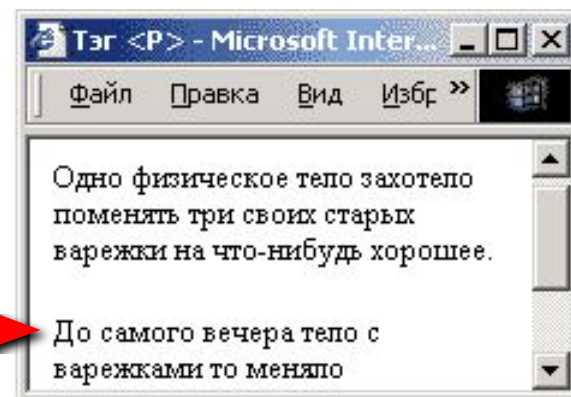 Тэг <P> - Microsoft Inter...
Файл Правка Вид Избр »
Одно физическое тело захотело
поменять три своих старых
варежки на что-нибудь хорошее.
До самого вечера тело с
варежками то меняло